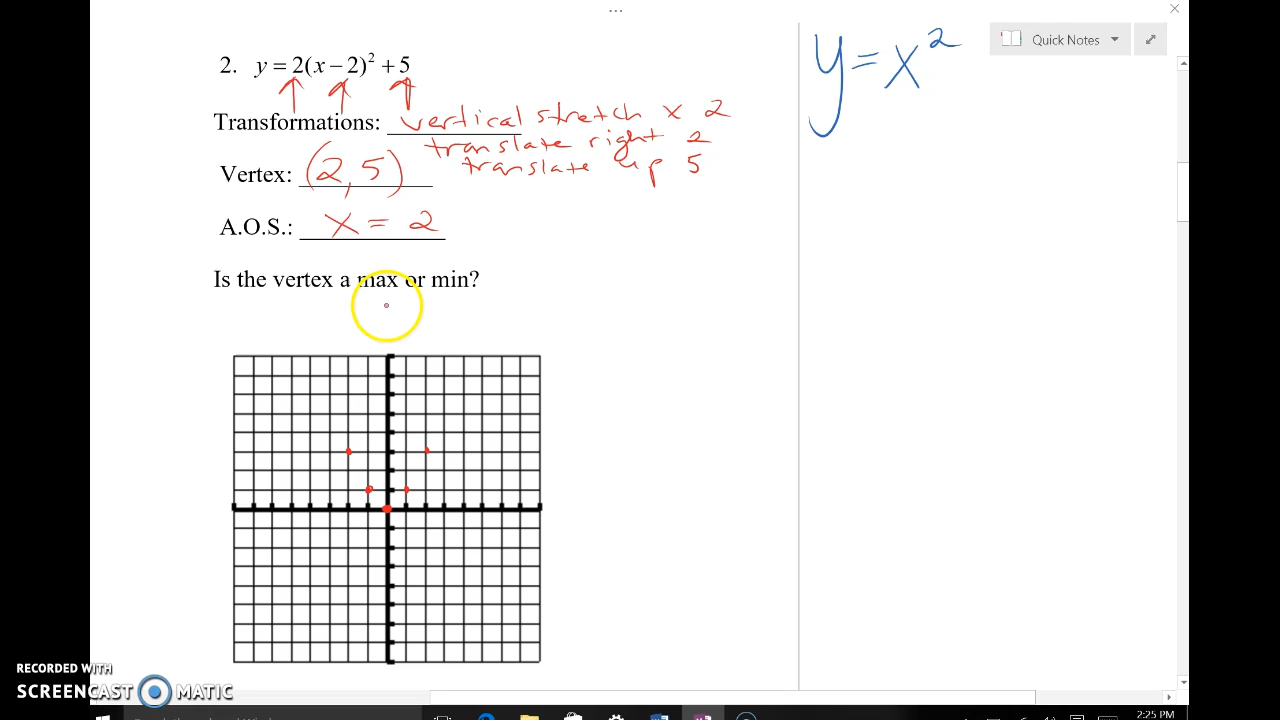 2. y = 2(x − 2)² + 5
Transformations: vertical stretch x 2
translate right 2
translate up 5
Vertex: (2, 5)
A.O.S.: x = 2
Is the vertex a max or min?
y = x²
Quick Notes
RECORDED WITH
SCREENCAST MATIC
2:25 PM